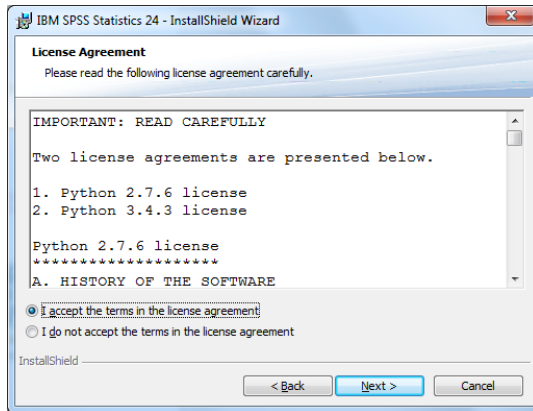 IBM SPSS Statistics 24 - InstallShield Wizard
License Agreement
Please read the following license agreement carefully.
IMPORTANT: READ CAREFULLY
Two license agreements are presented below.
1. Python 2.7.6 license
2. Python 3.4.3 license
Python 2.7.6 license
********************
A. HISTORY OF THE SOFTWARE
I accept the terms in the license agreement
I do not accept the terms in the license agreement
InstallShield
< Back Next > Cancel